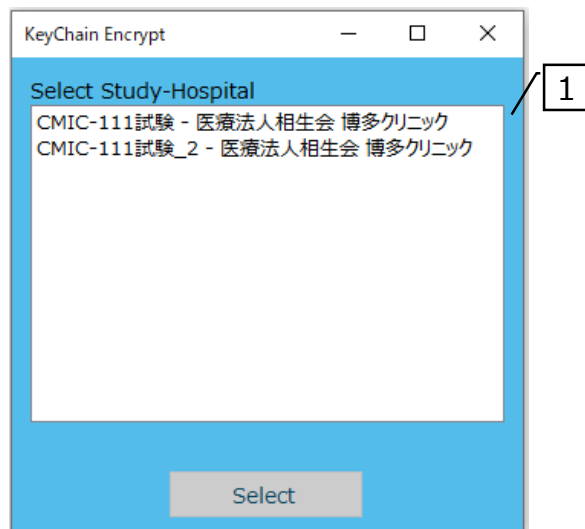 KeyChain Encrypt
Select Study-Hospital
1
CMIC-111試験 - 医療法人相生会 博多クリニック
CMIC-111試験_2 - 医療法人相生会 博多クリニック
Select